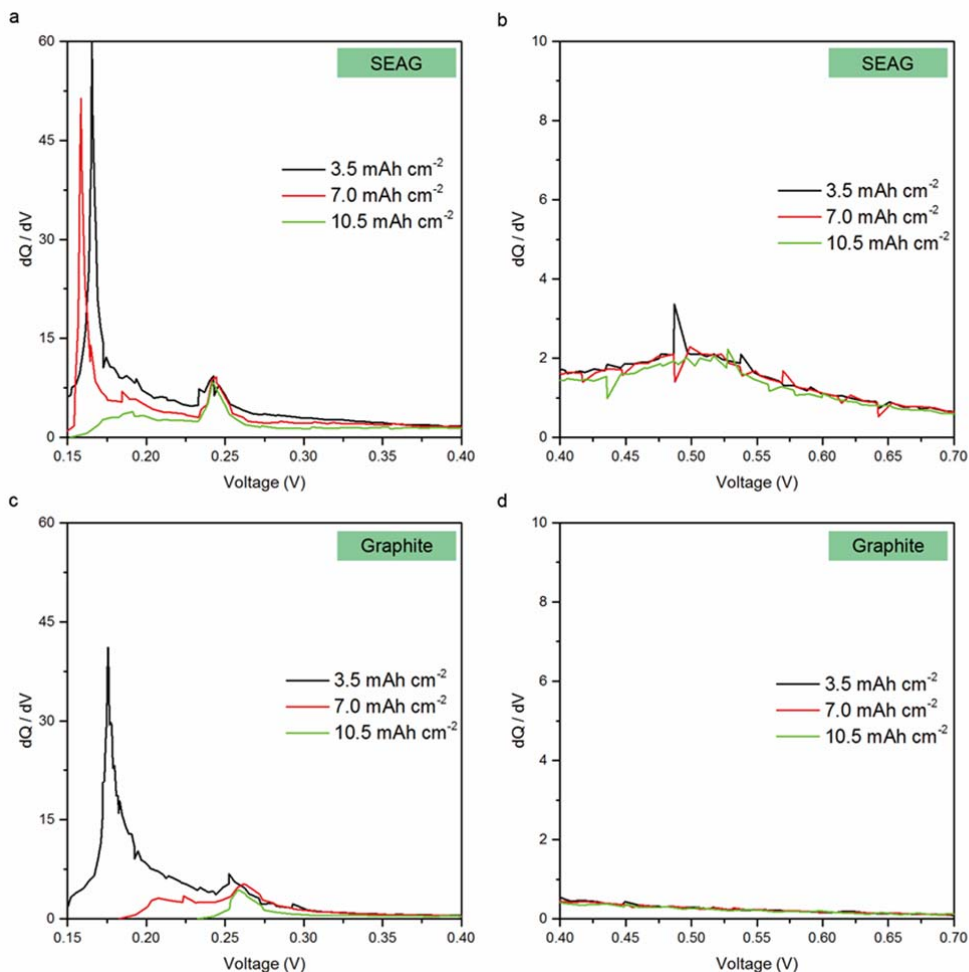 a
60
45
30
15
0
dQ / dV
SEAG
3.5 mAh cm⁻²
7.0 mAh cm⁻²
10.5 mAh cm⁻²
0.15 0.20 0.25 0.30 0.35 0.40
Voltage (V)
b
10
8
6
4
2
0
dQ / dV
SEAG
3.5 mAh cm⁻²
7.0 mAh cm⁻²
10.5 mAh cm⁻²
0.40 0.45 0.50 0.55 0.60 0.65 0.70
Voltage (V)
c
60
45
30
15
0
dQ / dV
Graphite
3.5 mAh cm⁻²
7.0 mAh cm⁻²
10.5 mAh cm⁻²
0.15 0.20 0.25 0.30 0.35 0.40
Voltage (V)
d
10
8
6
4
2
0
dQ / dV
Graphite
3.5 mAh cm⁻²
7.0 mAh cm⁻²
10.5 mAh cm⁻²
0.40 0.45 0.50 0.55 0.60 0.65 0.70
Voltage (V)